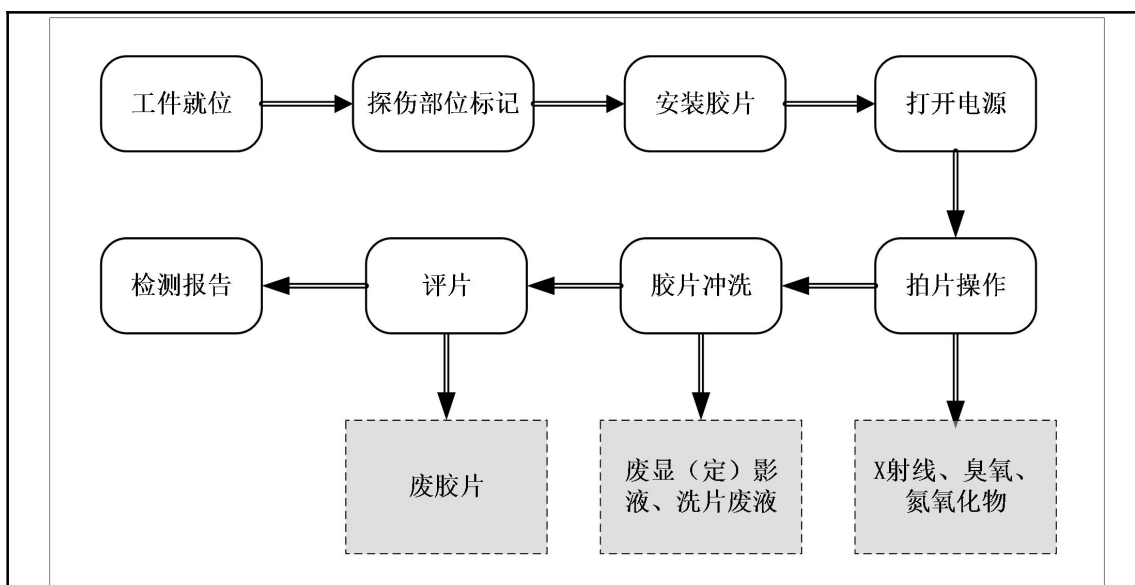 工件就位
探伤部位标记
安装胶片
打开电源
检测报告
评片
胶片冲洗
拍片操作
废胶片
废显（定）影
液、洗片废液
X射线、臭氧、
氮氧化物